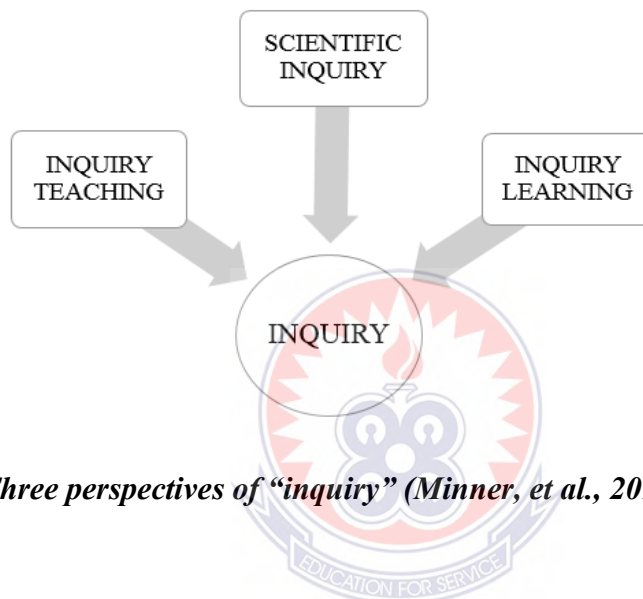 SCIENTIFIC
INQUIRY
INQUIRY
TEACHING
INQUIRY
LEARNING
INQUIRY
hree perspectives of “inquiry” (Minner, et al., 20
EDUCATION FOR SERVICE